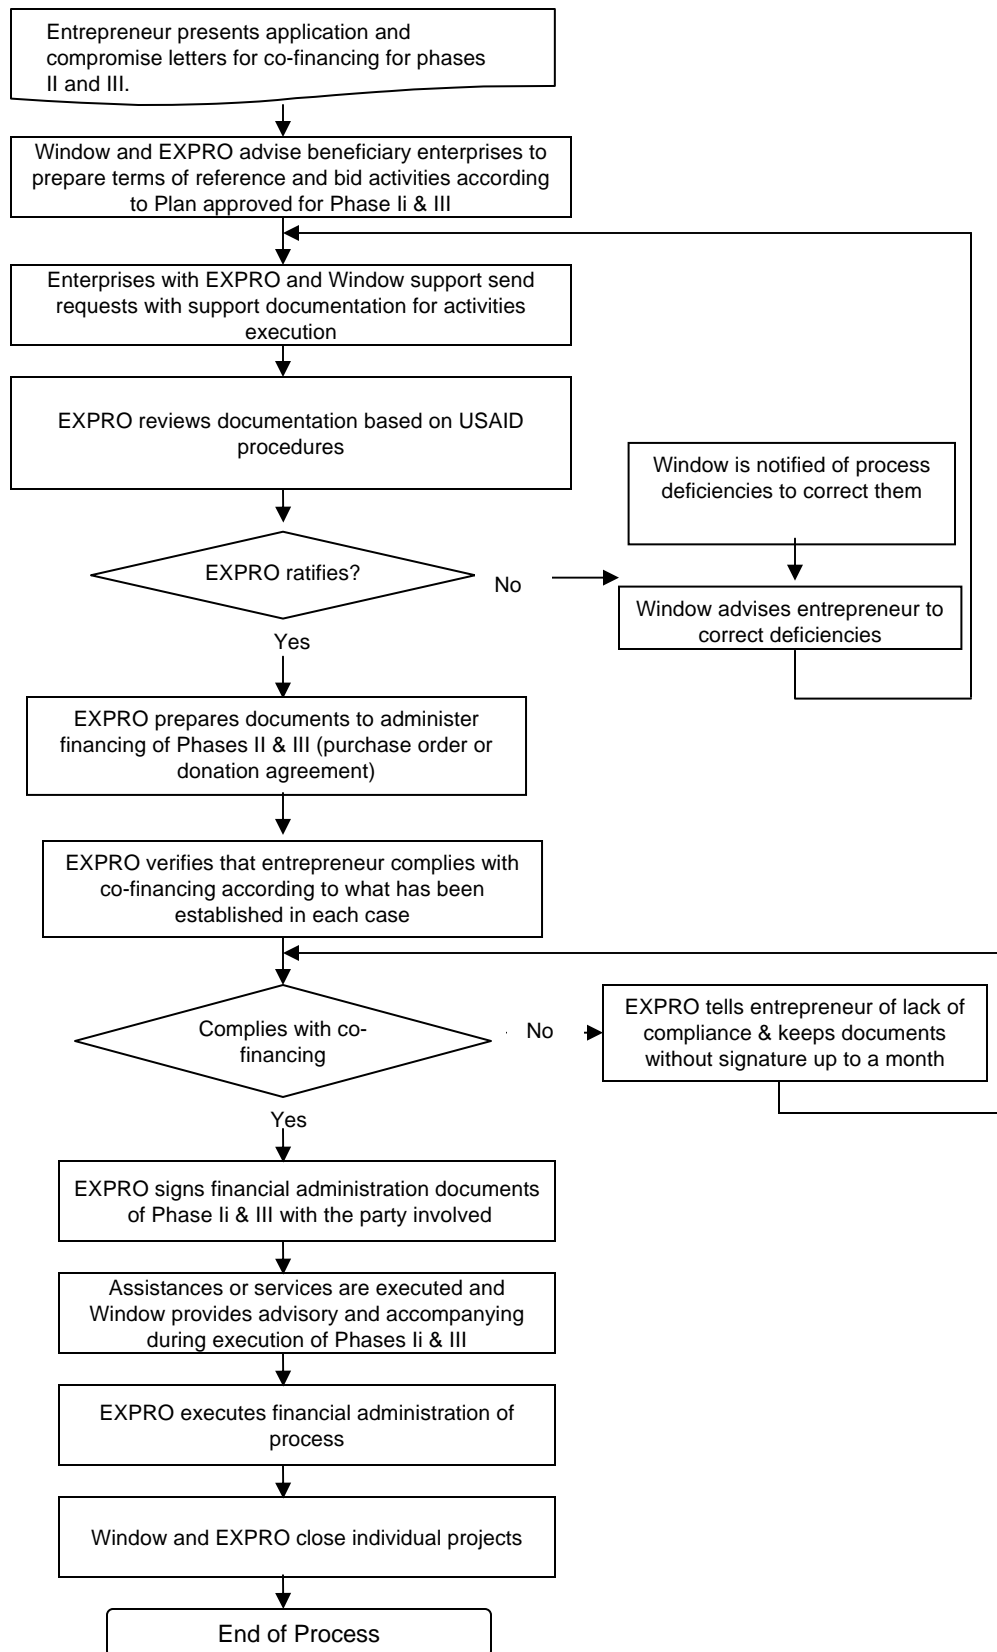 Entrepreneur presents application and
compromise letters for co-financing for phases
II and III.
Window and EXPRO advise beneficiary enterprises to
prepare terms of reference and bid activities according
to Plan approved for Phase Ii & III
Enterprises with EXPRO and Window support send
requests with support documentation for activities
execution
EXPRO reviews documentation based on USAID
procedures
Window is notified of process
deficiencies to correct them
EXPRO ratifies?
No
Window advises entrepreneur to
correct deficiencies
Yes
EXPRO prepares documents to administer
financing of Phases II & III (purchase order or
donation agreement)
EXPRO verifies that entrepreneur complies with
co-financing according to what has been
established in each case
Complies with co-
financing
No
EXPRO tells entrepreneur of lack of
compliance & keeps documents
without signature up to a month
Yes
EXPRO signs financial administration documents
of Phase Ii & III with the party involved
Assistances or services are executed and
Window provides advisory and accompanying
during execution of Phases Ii & III
EXPRO executes financial administration of
process
Window and EXPRO close individual projects
End of Process